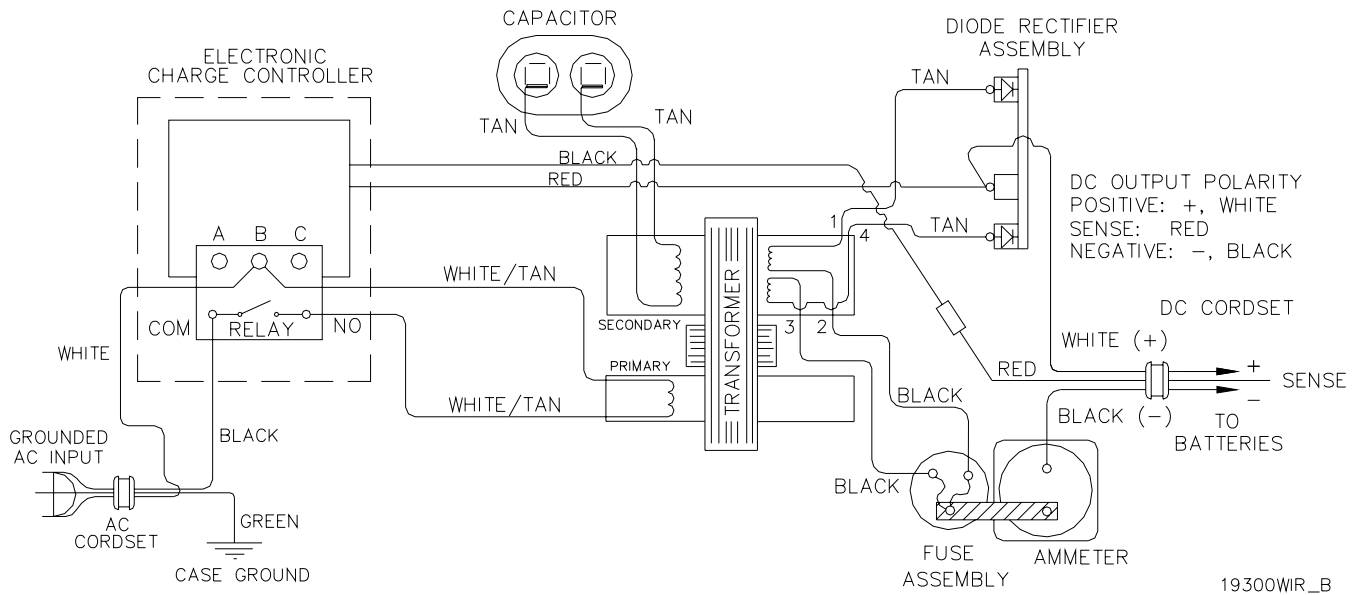 CAPACITOR
DIODE RECTIFIER
ASSEMBLY
ELECTRONIC
CHARGE CONTROLLER
TAN
TAN
TAN
BLACK
RED
DC OUTPUT POLARITY
POSITIVE: +, WHITE
SENSE: RED
NEGATIVE: -, BLACK
1
4
TAN
A B C
WHITE/TAN
TRANSFORMER
SECONDARY
3
2
DC CORDSET
COM
RELAY
NO
WHITE
PRIMARY
WHITE (+)
RED
+
SENSE
-
BLACK
WHITE/TAN
BLACK (-)
TO
BATTERIES
BLACK
GROUNDED
AC INPUT
BLACK
AC
CORDSET
GREEN
CASE GROUND
FUSE
ASSEMBLY
AMMETER
19300WIR_B